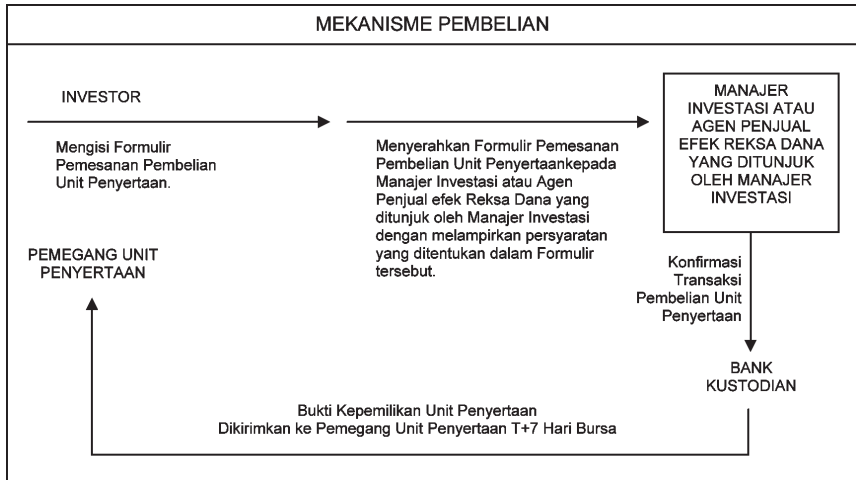 MEKANISME PEMBELIAN
INVESTOR
Mengisi Formulir
Pemesanan Pembelian
Unit Penyertaan.
Menyerahkan Formulir Pemesanan
Pembelian Unit Penyertaankepada
Manajer Investasi atau Agen
Penjual efek Reksa Dana yang
ditunjuk oleh Manajer Investasi
dengan melampirkan persyaratan
yang ditentukan dalam Formulir
tersebut.
MANAJER
INVESTASI ATAU
AGEN PENJUAL
EFEK REKSA DANA
YANG DITUNJUK
OLEH MANAJER
INVESTASI
Konfirmasi
Transaksi
Pembelian Unit
Penyertaan
BANK
KUSTODIAN
Bukti Kepemilikan Unit Penyertaan
Dikirimkan ke Pemegang Unit Penyertaan T+7 Hari Bursa
PEMEGANG UNIT
PENYERTAAN